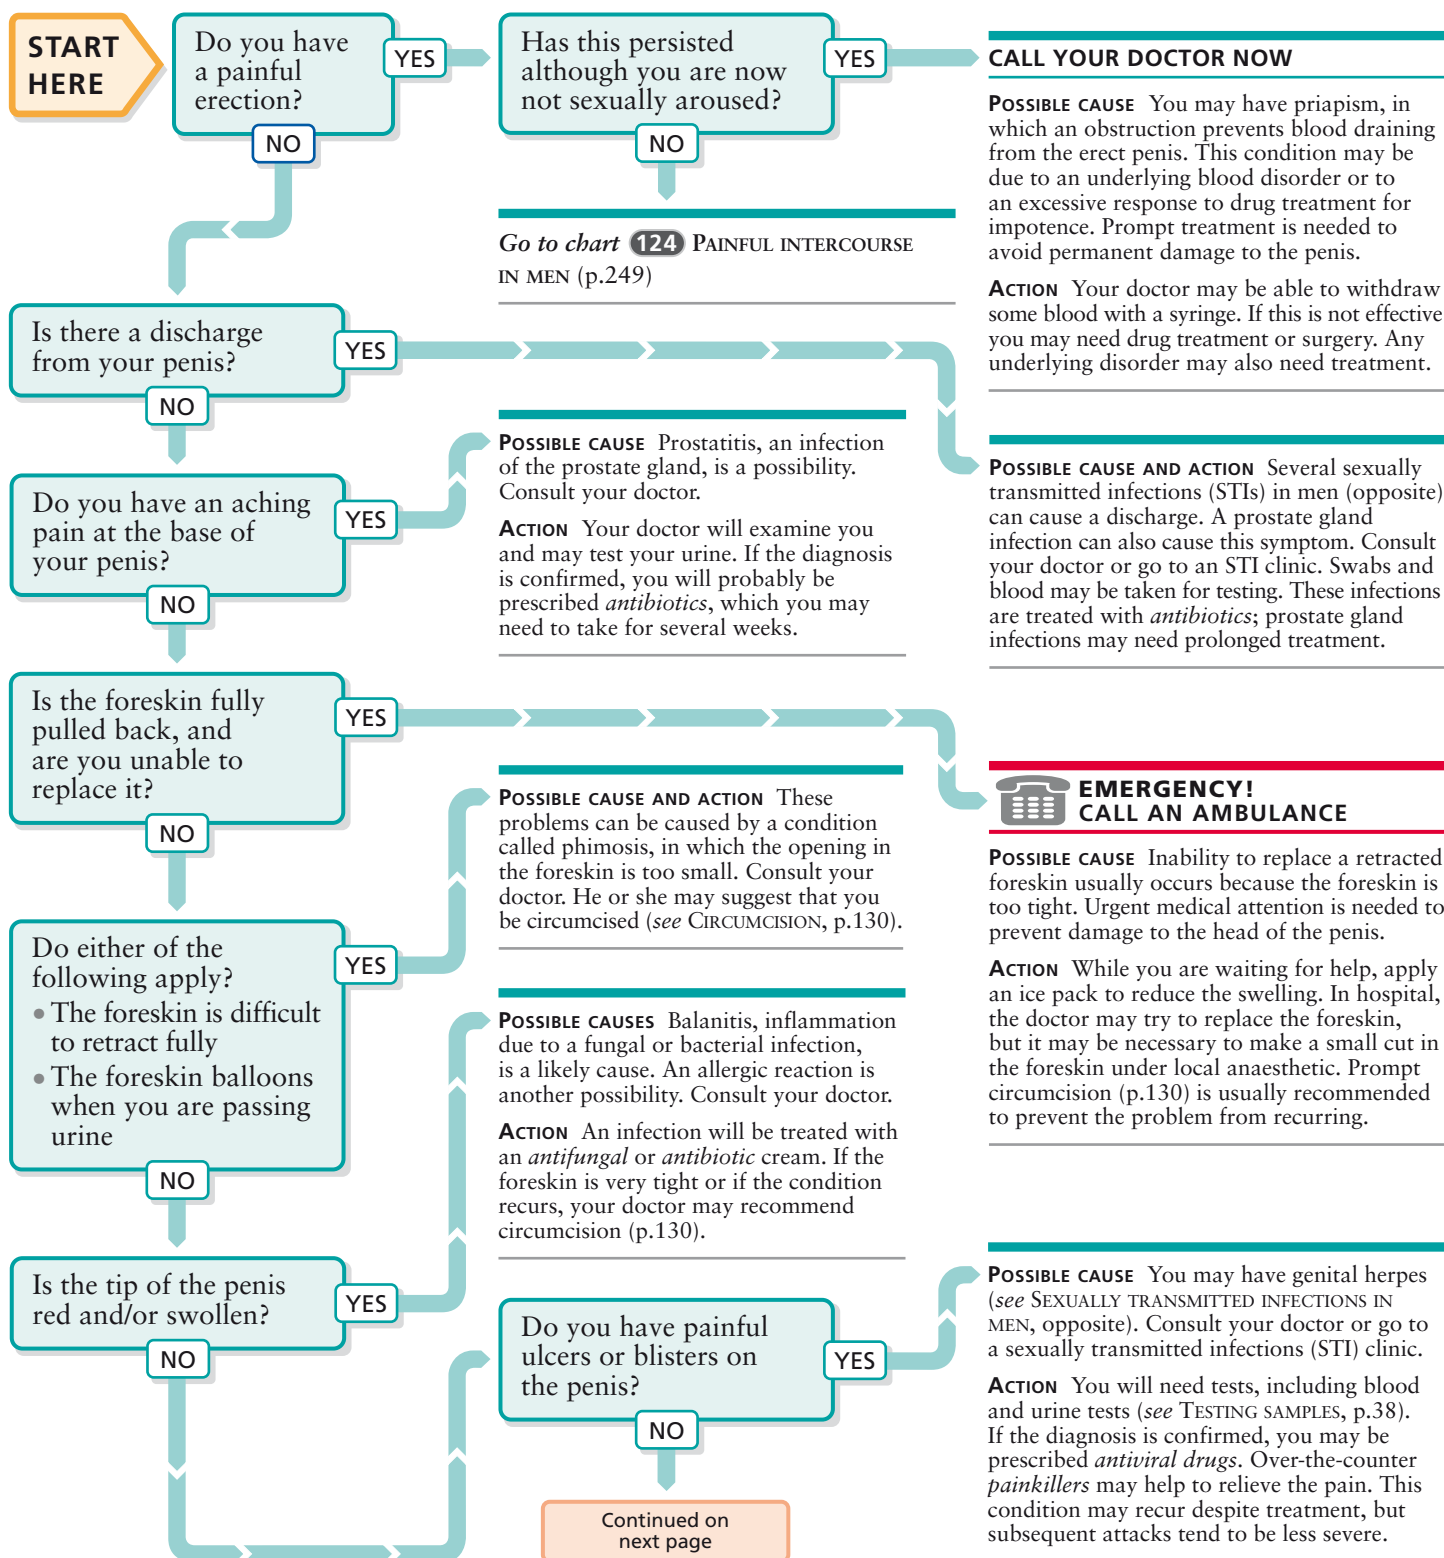 START
HERE
Do you have
a painful
erection?
YES
NO
Has this persisted
although you are now
not sexually aroused?
YES
NO
CALL YOUR DOCTOR NOW
POSSIBLE CAUSE You may have priapism, in
which an obstruction prevents blood draining
from the erect penis. This condition may be
due to an underlying blood disorder or to
an excessive response to drug treatment for
impotence. Prompt treatment is needed to
avoid permanent damage to the penis.
ACTION Your doctor may be able to withdraw
some blood with a syringe. If this is not effective
you may need drug treatment or surgery. Any
underlying disorder may also need treatment.
Go to chart 124 PAINFUL INTERCOURSE
IN MEN (p.249)
Is there a discharge
from your penis?
YES
NO
POSSIBLE CAUSE AND ACTION Several sexually
transmitted infections (STIs) in men (opposite)
can cause a discharge. A prostate gland
infection can also cause this symptom. Consult
your doctor or go to an STI clinic. Swabs and
blood may be taken for testing. These infections
are treated with antibiotics; prostate gland
infections may need prolonged treatment.
Do you have an aching
pain at the base of
your penis?
YES
NO
POSSIBLE CAUSE Prostatitis, an infection
of the prostate gland, is a possibility.
Consult your doctor.
ACTION Your doctor will examine you
and may test your urine. If the diagnosis
is confirmed, you will probably be
prescribed antibiotics, which you may
need to take for several weeks.
Is the foreskin fully
pulled back, and
are you unable to
replace it?
YES
NO
EMERGENCY!
CALL AN AMBULANCE
POSSIBLE CAUSE Inability to replace a retracted
foreskin usually occurs because the foreskin is
too tight. Urgent medical attention is needed to
prevent damage to the head of the penis.
ACTION While you are waiting for help, apply
an ice pack to reduce the swelling. In hospital,
the doctor may try to replace the foreskin,
but it may be necessary to make a small cut in
the foreskin under local anaesthetic. Prompt
circumcision (p.130) is usually recommended
to prevent the problem from recurring.
Do either of the
following apply?
• The foreskin is difficult
to retract fully
• The foreskin balloons
when you are passing
urine
YES
NO
POSSIBLE CAUSE AND ACTION These
problems can be caused by a condition
called phimosis, in which the opening in
the foreskin is too small. Consult your
doctor. He or she may suggest that you
be circumcised (see CIRCUMCISION, p.130).
Is the tip of the penis
red and/or swollen?
YES
NO
POSSIBLE CAUSES Balanitis, inflammation
due to a fungal or bacterial infection,
is a likely cause. An allergic reaction is
another possibility. Consult your doctor.
ACTION An infection will be treated with
an antifungal or antibiotic cream. If the
foreskin is very tight or if the condition
recurs, your doctor may recommend
circumcision (p.130).
Do you have painful
ulcers or blisters on
the penis?
YES
NO
POSSIBLE CAUSE You may have genital herpes
(see SEXUALLY TRANSMITTED INFECTIONS IN
MEN, opposite). Consult your doctor or go to
a sexually transmitted infections (STI) clinic.
ACTION You will need tests, including blood
and urine tests (see TESTING SAMPLES, p.38).
If the diagnosis is confirmed, you may be
prescribed antiviral drugs. Over-the-counter
painkillers may help to relieve the pain. This
condition may recur despite treatment, but
subsequent attacks tend to be less severe.
Continued on
next page